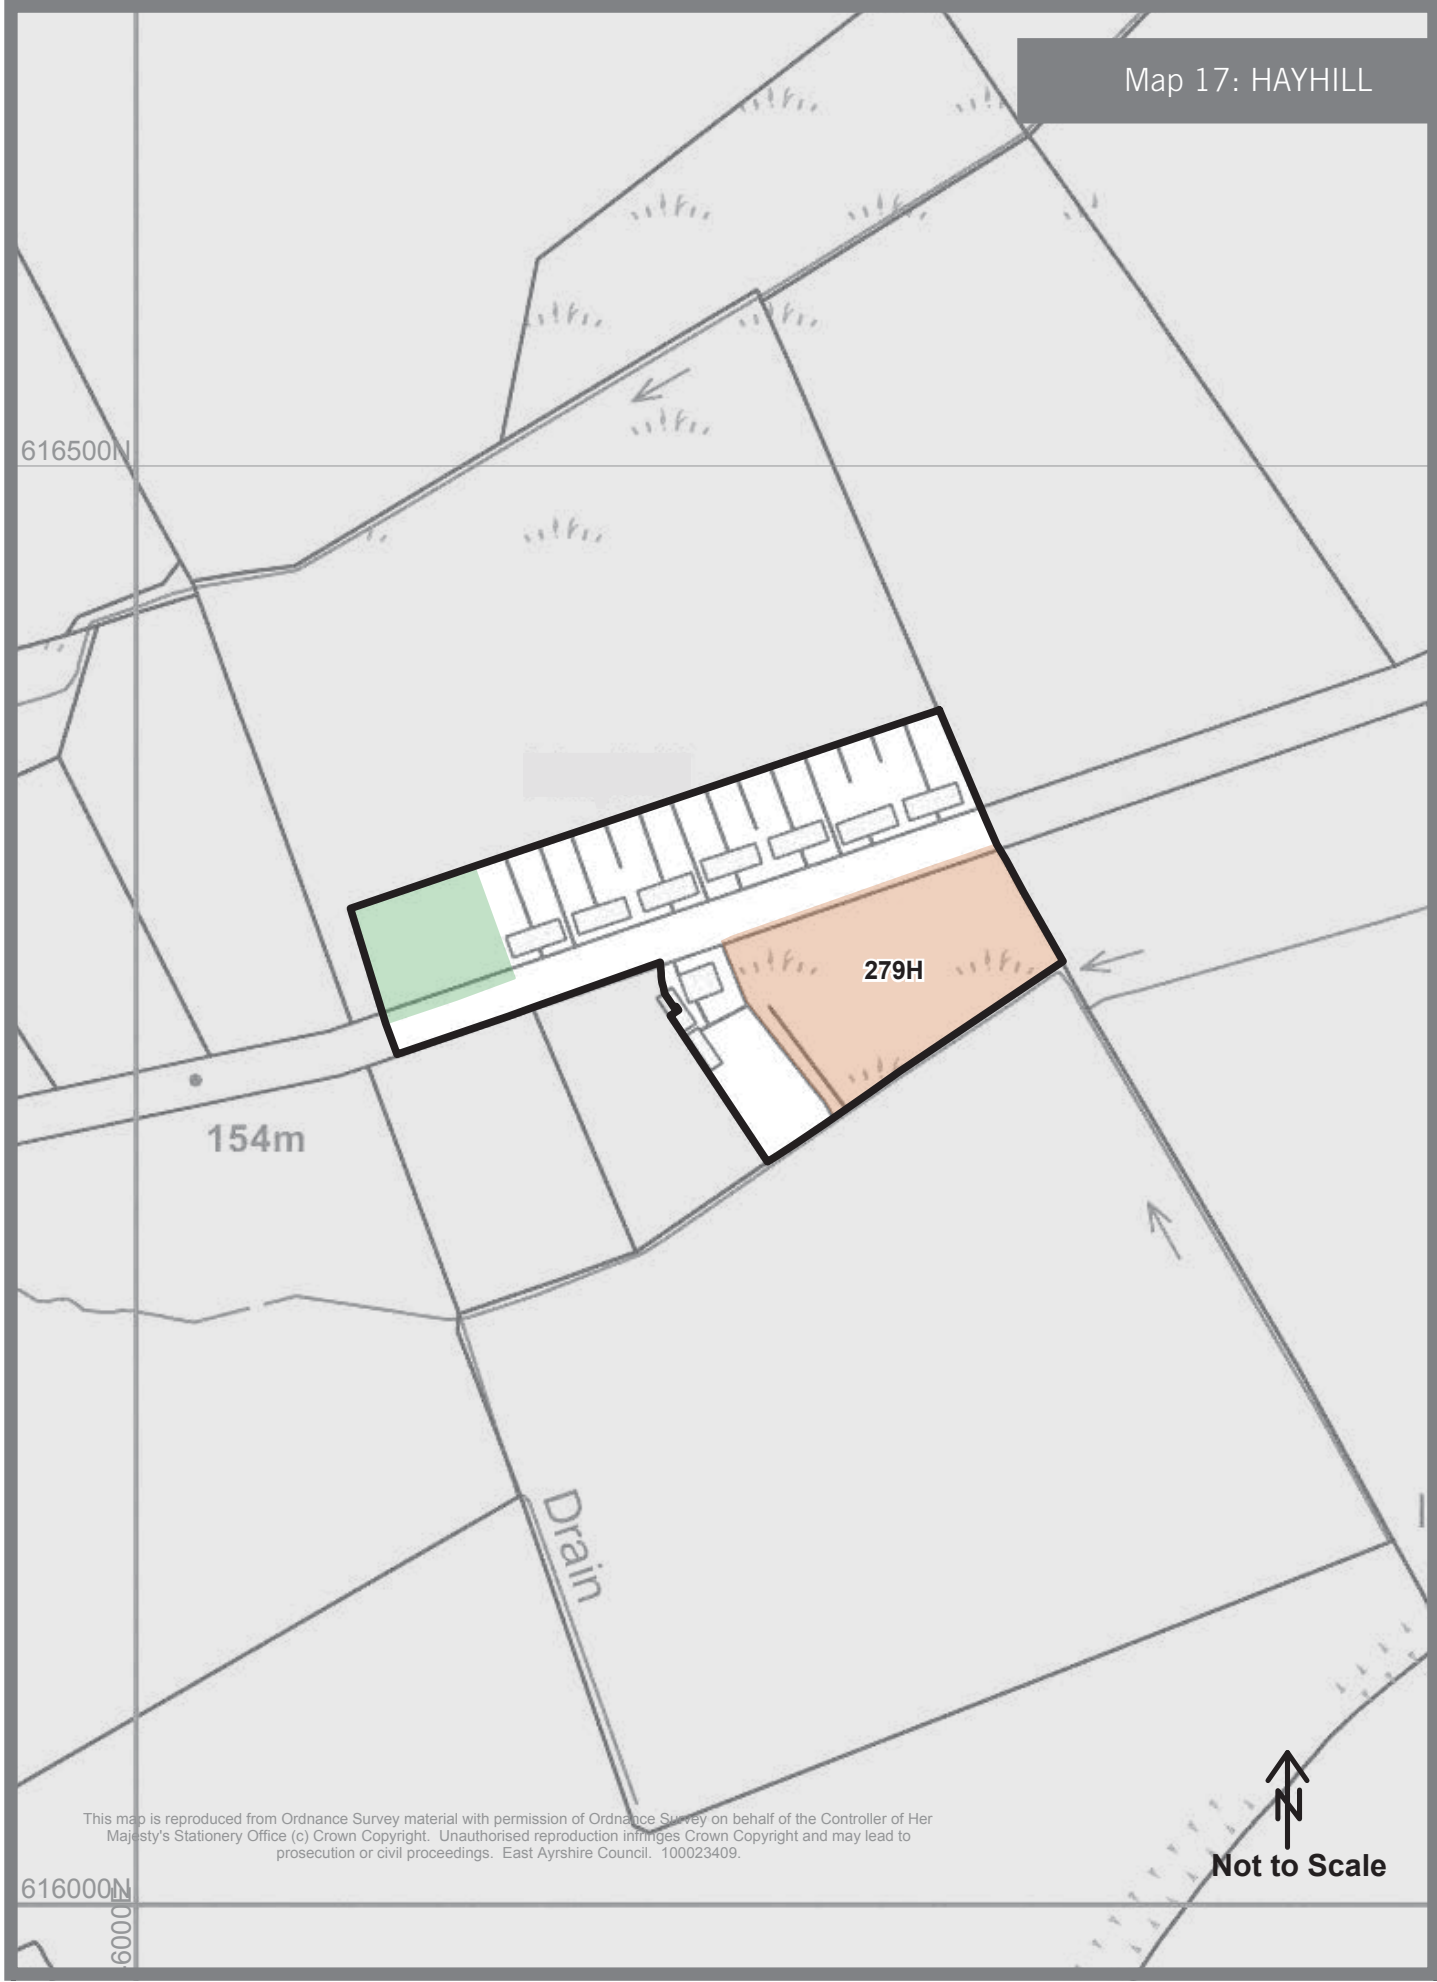 Map 17: HAYHILL
616500N
279H
154m
Drain
N
Not to Scale
This map is reproduced from Ordnance Survey material with permission of Ordnance Survey on behalf of the Controller of Her
Majesty's Stationery Office (c) Crown Copyright. Unauthorised reproduction infringes Crown Copyright and may lead to
prosecution or civil proceedings. East Ayrshire Council. 100023409.
616000N